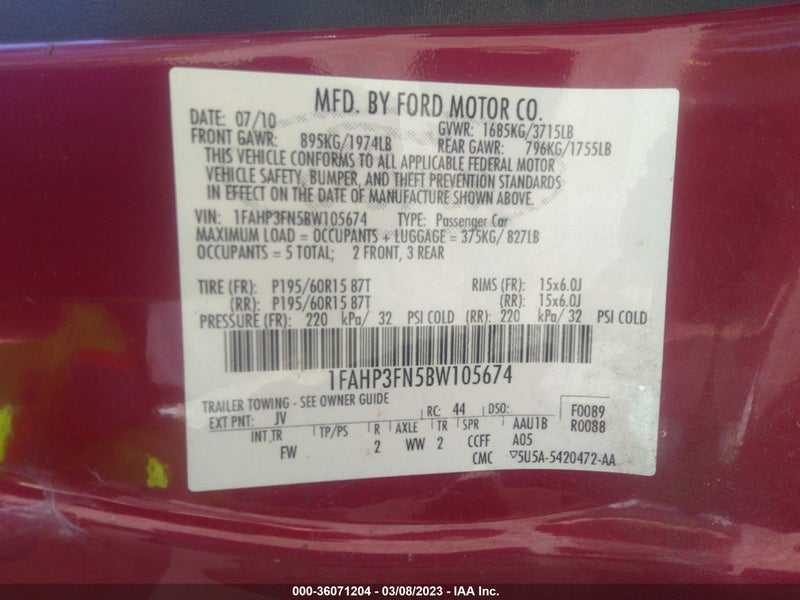 MFD. BY FORD MOTOR CO.
DATE: 07/10 GVWR: 1685KG/3715LB
FRONT GAWR: 895KG/1974LB REAR GAWR: 796KG/1755LB
THIS VEHICLE CONFORMS TO ALL APPLICABLE FEDERAL MOTOR
VEHICLE SAFETY, BUMPER, AND THEFT PREVENTION STANDARDS
IN EFFECT ON THE DATE OF MANUFACTURE SHOWN ABOVE.
VIN: 1FAHP3FN5BW105674 TYPE: Passenger Car
MAXIMUM LOAD = OCCUPANTS + LUGGAGE = 375KG/ 827LB
OCCUPANTS = 5 TOTAL; 2 FRONT, 3 REAR
TIRE (FR): P195/60R15 87T RIMS (FR): 15x6.0J
(RR): P195/60R15 87T (RR): 15x6.0J
PRESSURE (FR): 220 kPa/ 32 PSI COLD (RR): 220 kPa/ 32 PSI COLD
1FAHP3FN5BW105674
TRAILER TOWING - SEE OWNER GUIDE
EXT PNT: JV RC: 44 DSO: F0089
INT TR TP/PS R AXLE TR SPR AAU1B R0088
FW 2 WW 2 CCFF A05
CMC ▽5U5A-5420472-AA
000-36071204 - 03/08/2023 - IAA Inc.